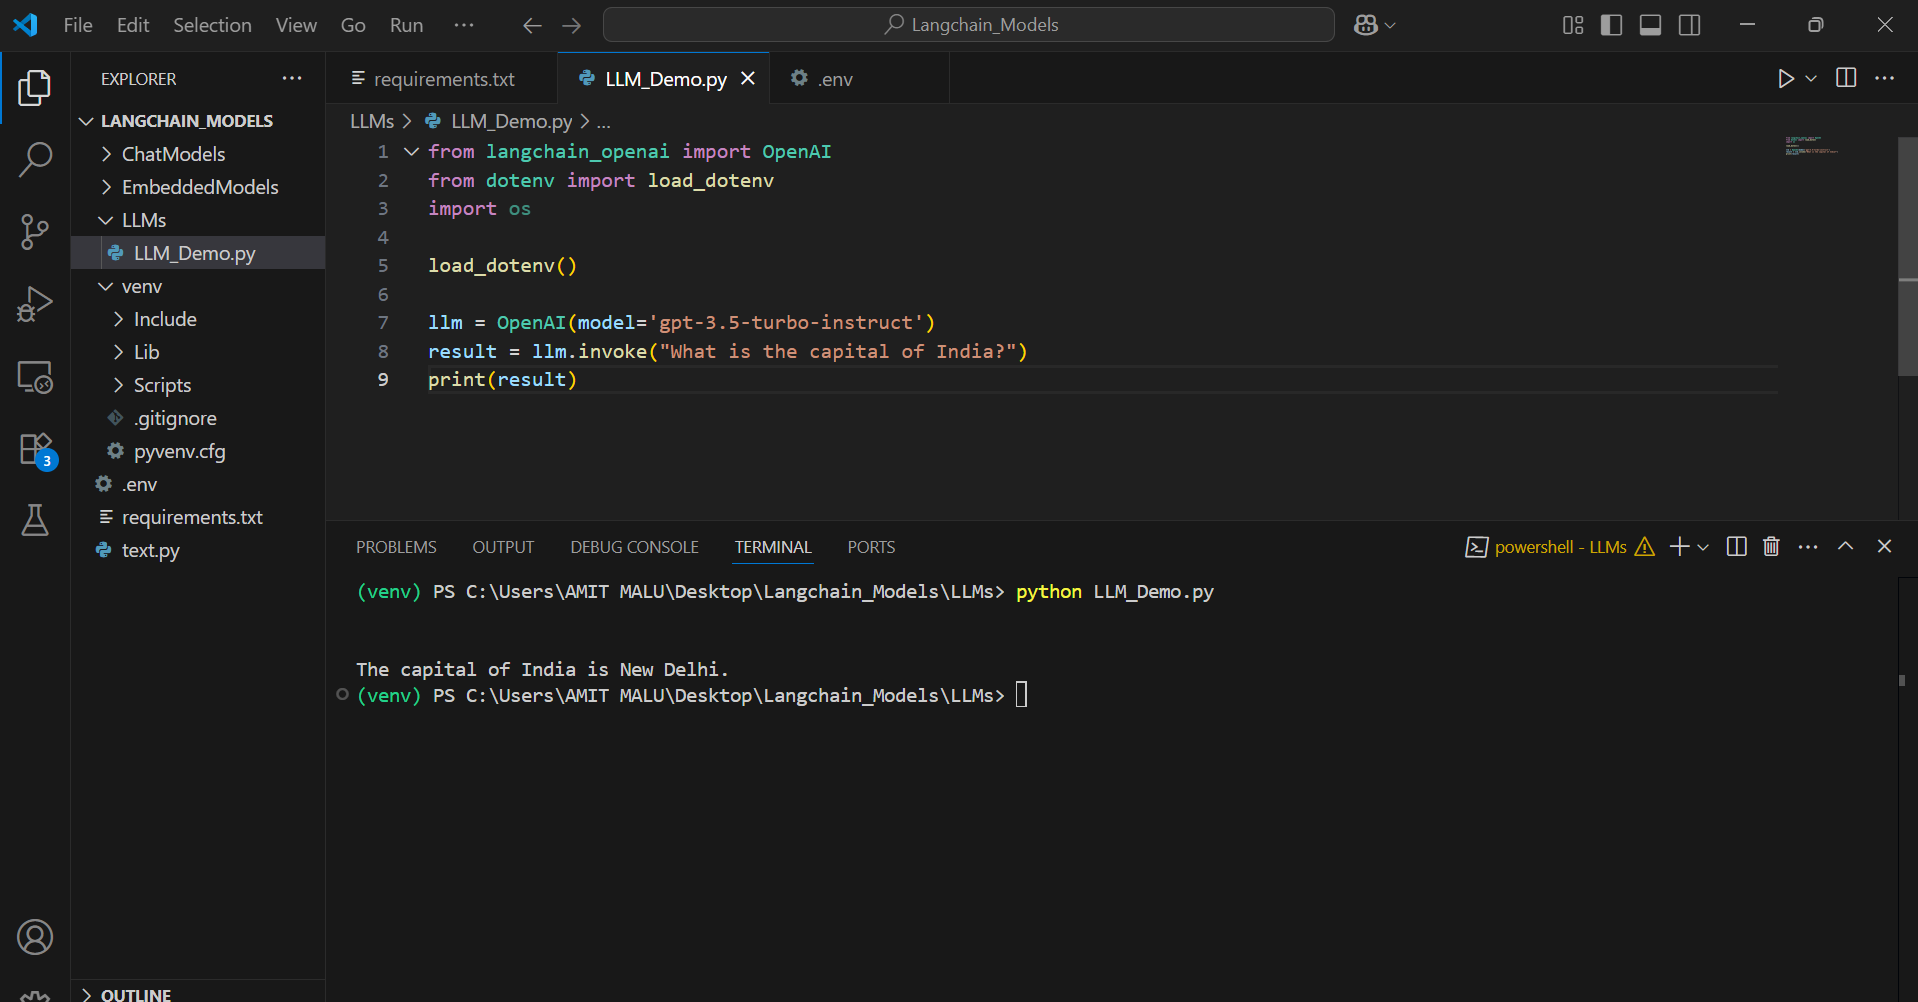 File Edit Selection View Go Run ··· Langchain_Models
EXPLORER ···
LANGCHAIN_MODELS
ChatModels
EmbeddedModels
LLMs
LLM_Demo.py
venv
Include
Lib
Scripts
.gitignore
pyvenv.cfg
.env
requirements.txt
text.py
3
OUTLINE
requirements.txt LLM_Demo.py .env
LLMs > LLM_Demo.py > ...
1 from langchain_openai import OpenAI
2 from dotenv import load_dotenv
3 import os
4
5 load_dotenv()
6
7 llm = OpenAI(model='gpt-3.5-turbo-instruct')
8 result = llm.invoke("What is the capital of India?")
9 print(result)
PROBLEMS OUTPUT DEBUG CONSOLE TERMINAL PORTS powershell - LLMs
(venv) PS C:\Users\AMIT MALU\Desktop\Langchain_Models\LLMs> python LLM_Demo.py
The capital of India is New Delhi.
(venv) PS C:\Users\AMIT MALU\Desktop\Langchain_Models\LLMs>